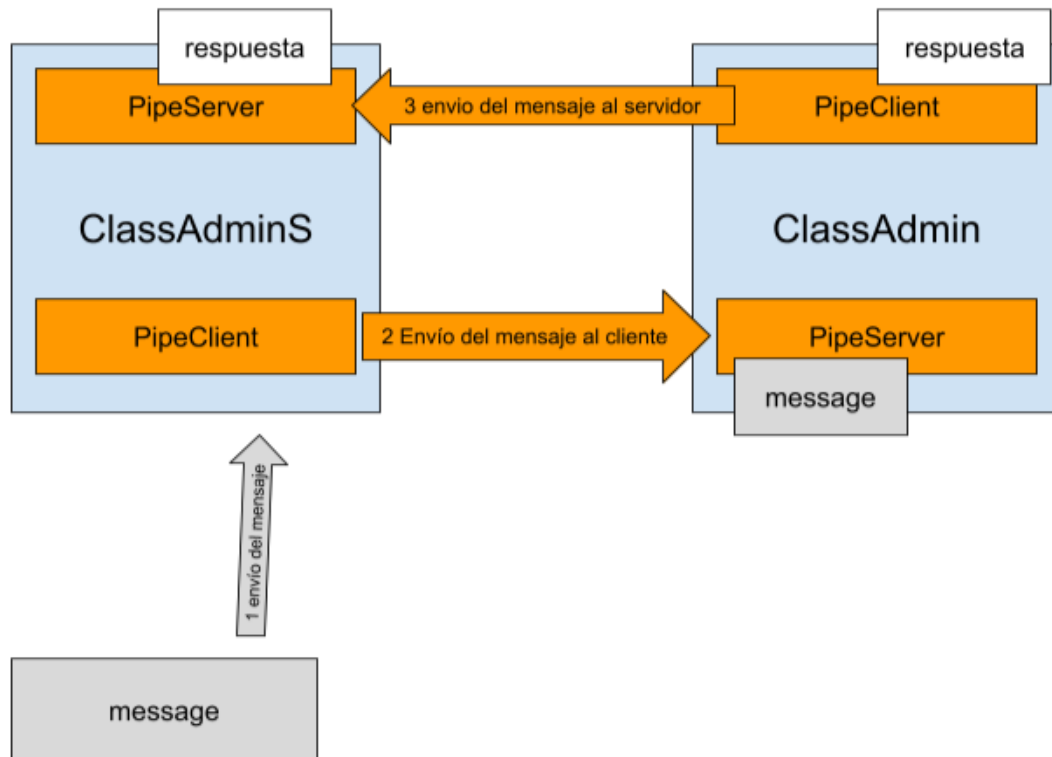 respuesta
respuesta
PipeServer
3 envio del mensaje al servidor
PipeClient
ClassAdminS
ClassAdmin
PipeClient
2 Envío del mensaje al cliente
PipeServer
message
1 envío del mensaje
message